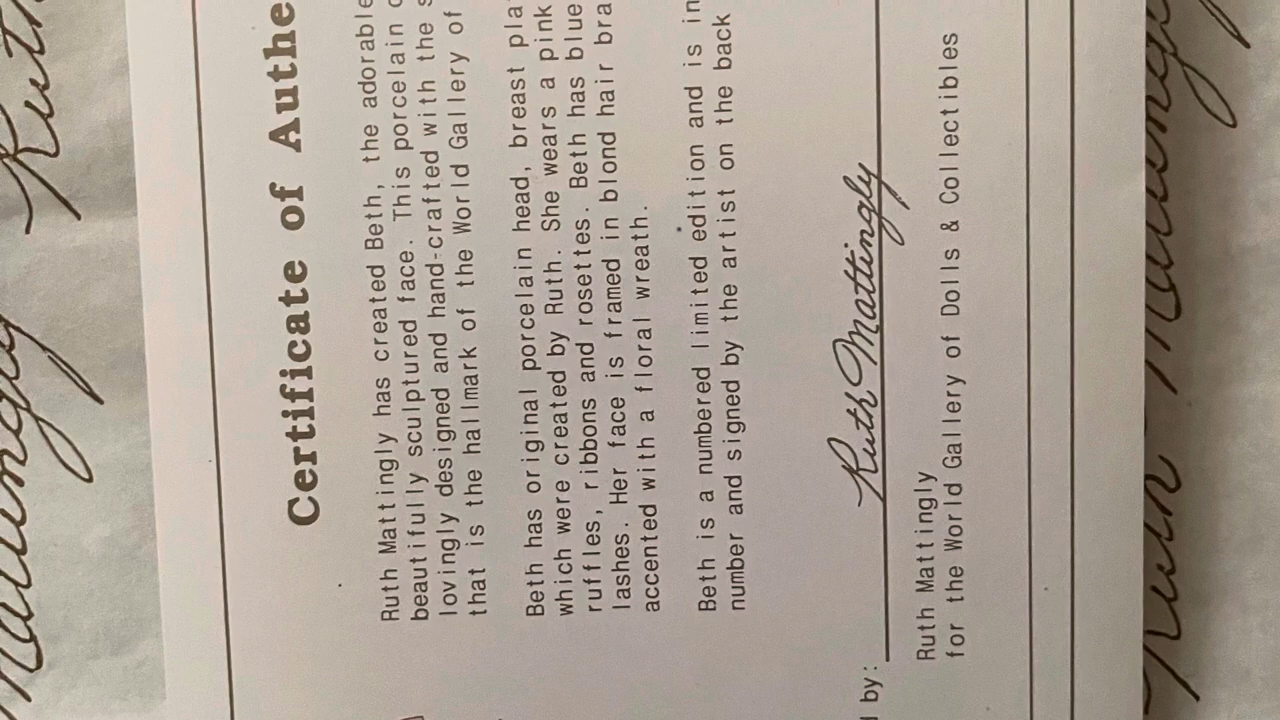 Certificate of Authe
Ruth Mattingly has created Beth, the adorable
beautifully sculptured face. This porcelain
lovingly designed and hand-crafted with the
that is the hallmark of the World Gallery of
Beth has original porcelain head, breast
which were created by Ruth. She wears a pink
ruffles, ribbons and rosettes. Beth has blue
lashes. Her face is framed in blond hair
accented with a floral wreath.
Beth is a numbered limited edition and is in
number and signed by the artist on the back
by:
Ruth Mattingly
Ruth Mattingly
for the World Gallery of Dolls & Collectibles
Mattingly Ruth
Ruth Mattingly